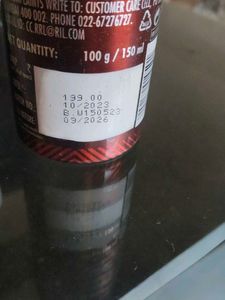 AINTS WRITE TO: CUSTOMER CARE CELL,
400 002. PHONE 022-67276727.
CC.RRL@RIL.COM
T QUANTITY: 100 g / 150 ml
199.00
10/2023
B.U150523
09/2026